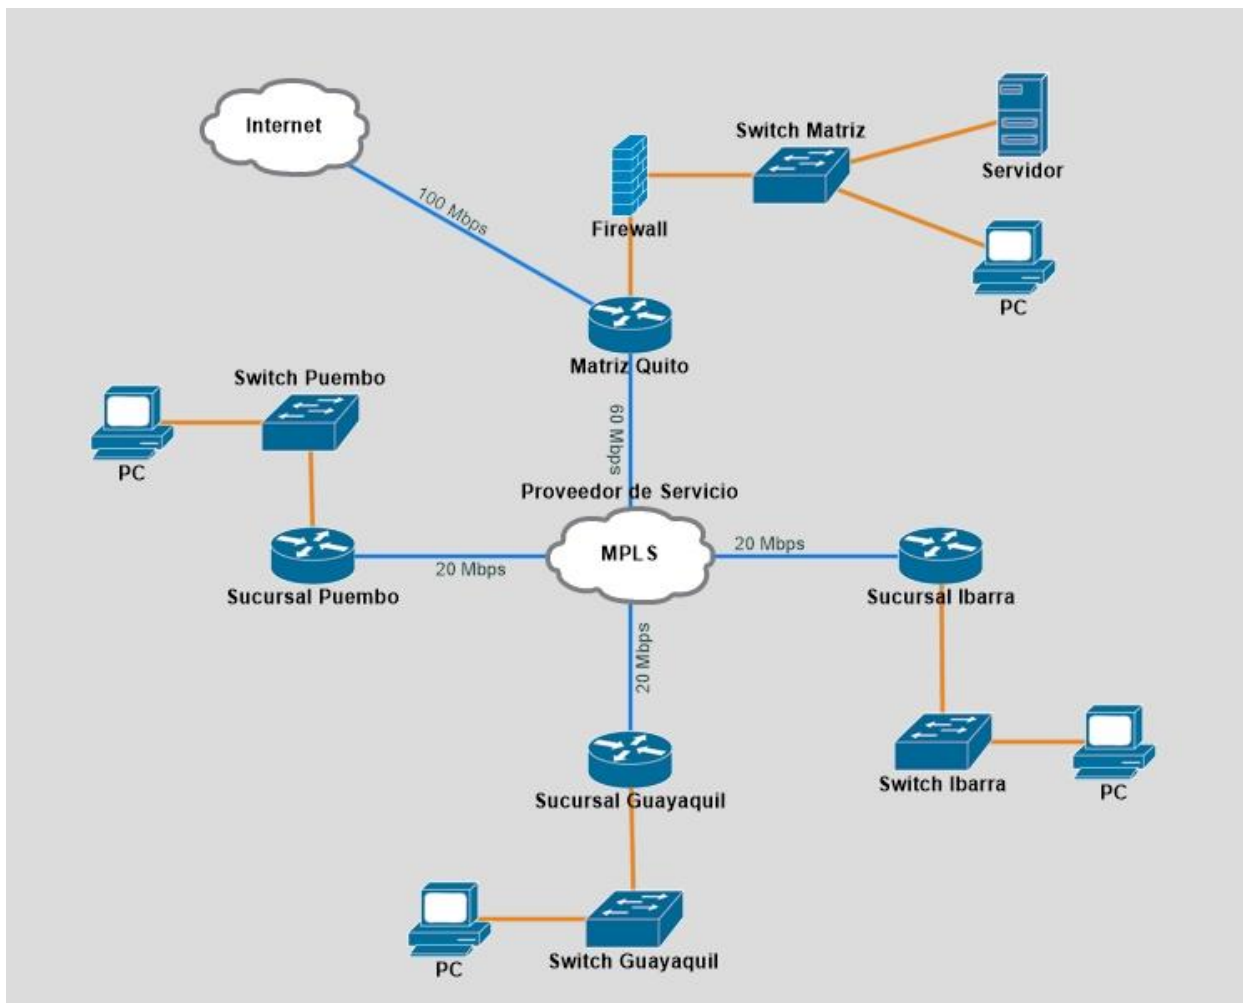 Internet
Switch Matriz
Servidor
100 Mbps
Firewall
PC
Matriz Quito
Switch Puembo
60 Mbps
PC
Proveedor de Servicio
MPLS
20 Mbps
20 Mbps
Sucursal Puembo
Sucursal Ibarra
20 Mbps
Switch Ibarra
PC
Sucursal Guayaquil
Switch Guayaquil
PC